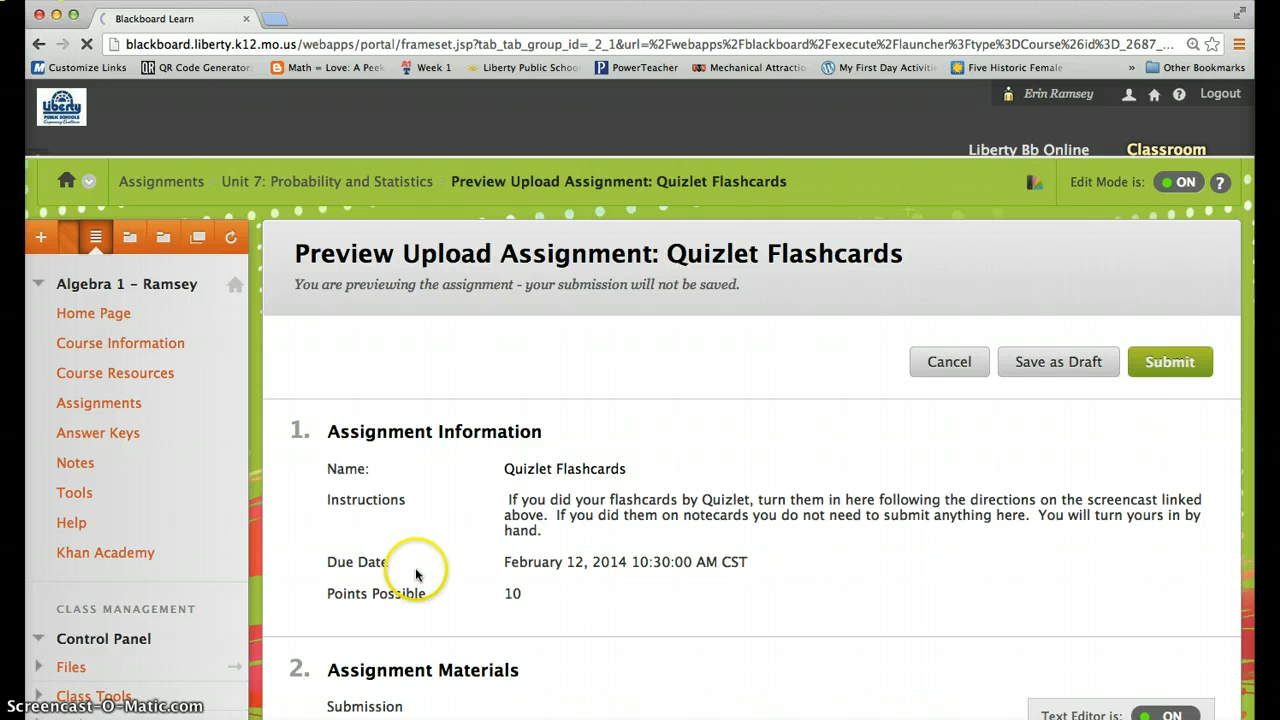 Blackboard Learn
blackboard.liberty.k12.mo.us/webapps/portal/frameset.jsp?tab_tab_group_id=_2_1&url=%2Fwebapps%2Fblackboard%2Fexecute%2Flauncher%3Ftype%3DCourse%26id%3D_2687_...
Customize Links QR Code Generator Math = Love: A Peek Week 1 Liberty Public School PowerTeacher Mechanical Attractio My First Day Activitie Five Historic Female » Other Bookmarks
Liberty
PUBLIC SCHOOLS
Erin Ramsey Logout
Liberty Bb Online Classroom
Assignments Unit 7: Probability and Statistics Preview Upload Assignment: Quizlet Flashcards Edit Mode is: ON ?
Preview Upload Assignment: Quizlet Flashcards
You are previewing the assignment - your submission will not be saved.
Algebra 1 - Ramsey
Home Page
Course Information
Course Resources
Assignments
Answer Keys
Notes
Tools
Help
Khan Academy
CLASS MANAGEMENT
Control Panel
Files
Class Tools
Cancel Save as Draft Submit
1. Assignment Information
Name: Quizlet Flashcards
Instructions If you did your flashcards by Quizlet, turn them in here following the directions on the screencast linked
above. If you did them on notecards you do not need to submit anything here. You will turn yours in by
hand.
Due Date February 12, 2014 10:30:00 AM CST
Points Possible 10
2. Assignment Materials
Submission
Text Editor is: ON
Screencast-O-Matic.com